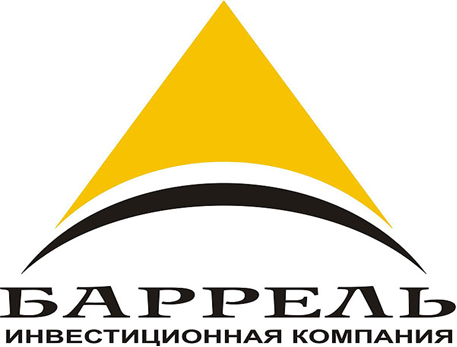 БАРРЕЛЬ
ИНВЕСТИЦИОННАЯ КОМПАНИЯ